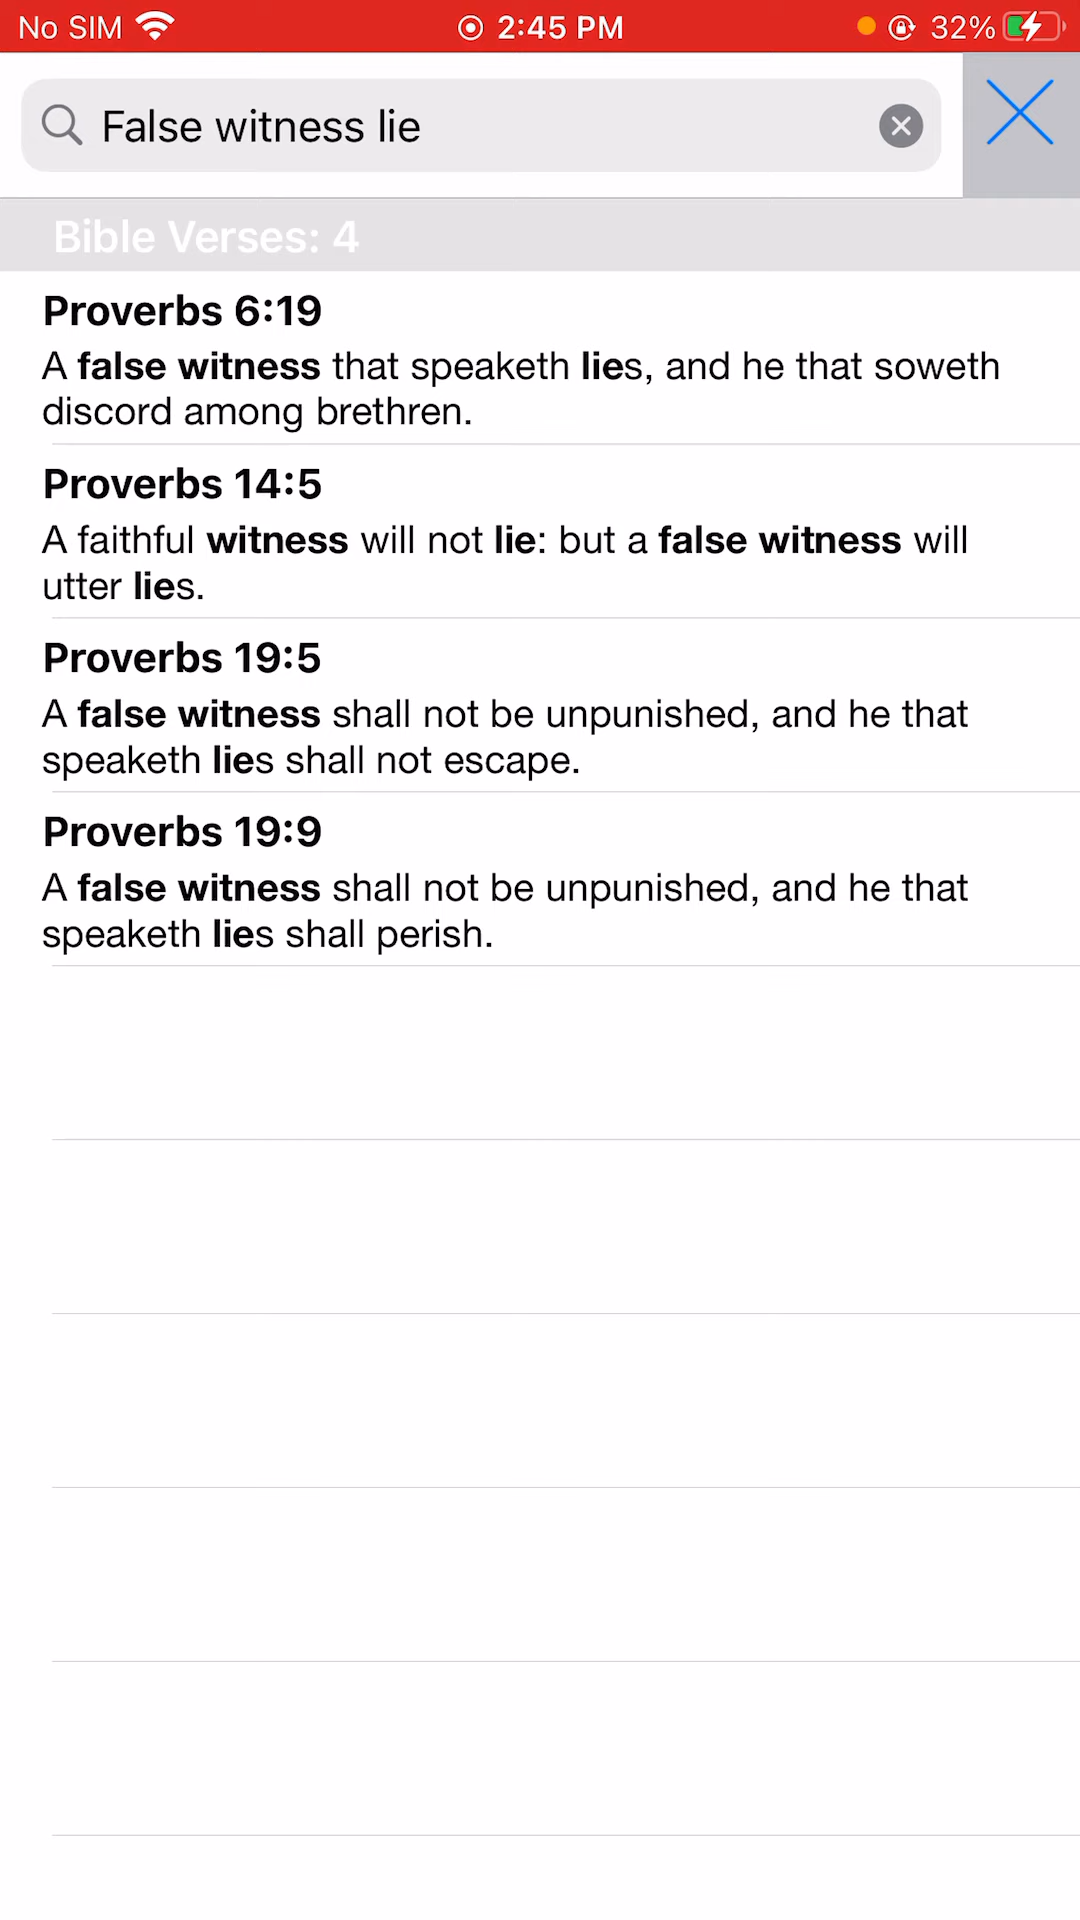 No SIM 2:45 PM 32%
False witness lie
Bible Verses: 4
Proverbs 6:19
A false witness that speaketh lies, and he that soweth
discord among brethren.
Proverbs 14:5
A faithful witness will not lie: but a false witness will
utter lies.
Proverbs 19:5
A false witness shall not be unpunished, and he that
speaketh lies shall not escape.
Proverbs 19:9
A false witness shall not be unpunished, and he that
speaketh lies shall perish.